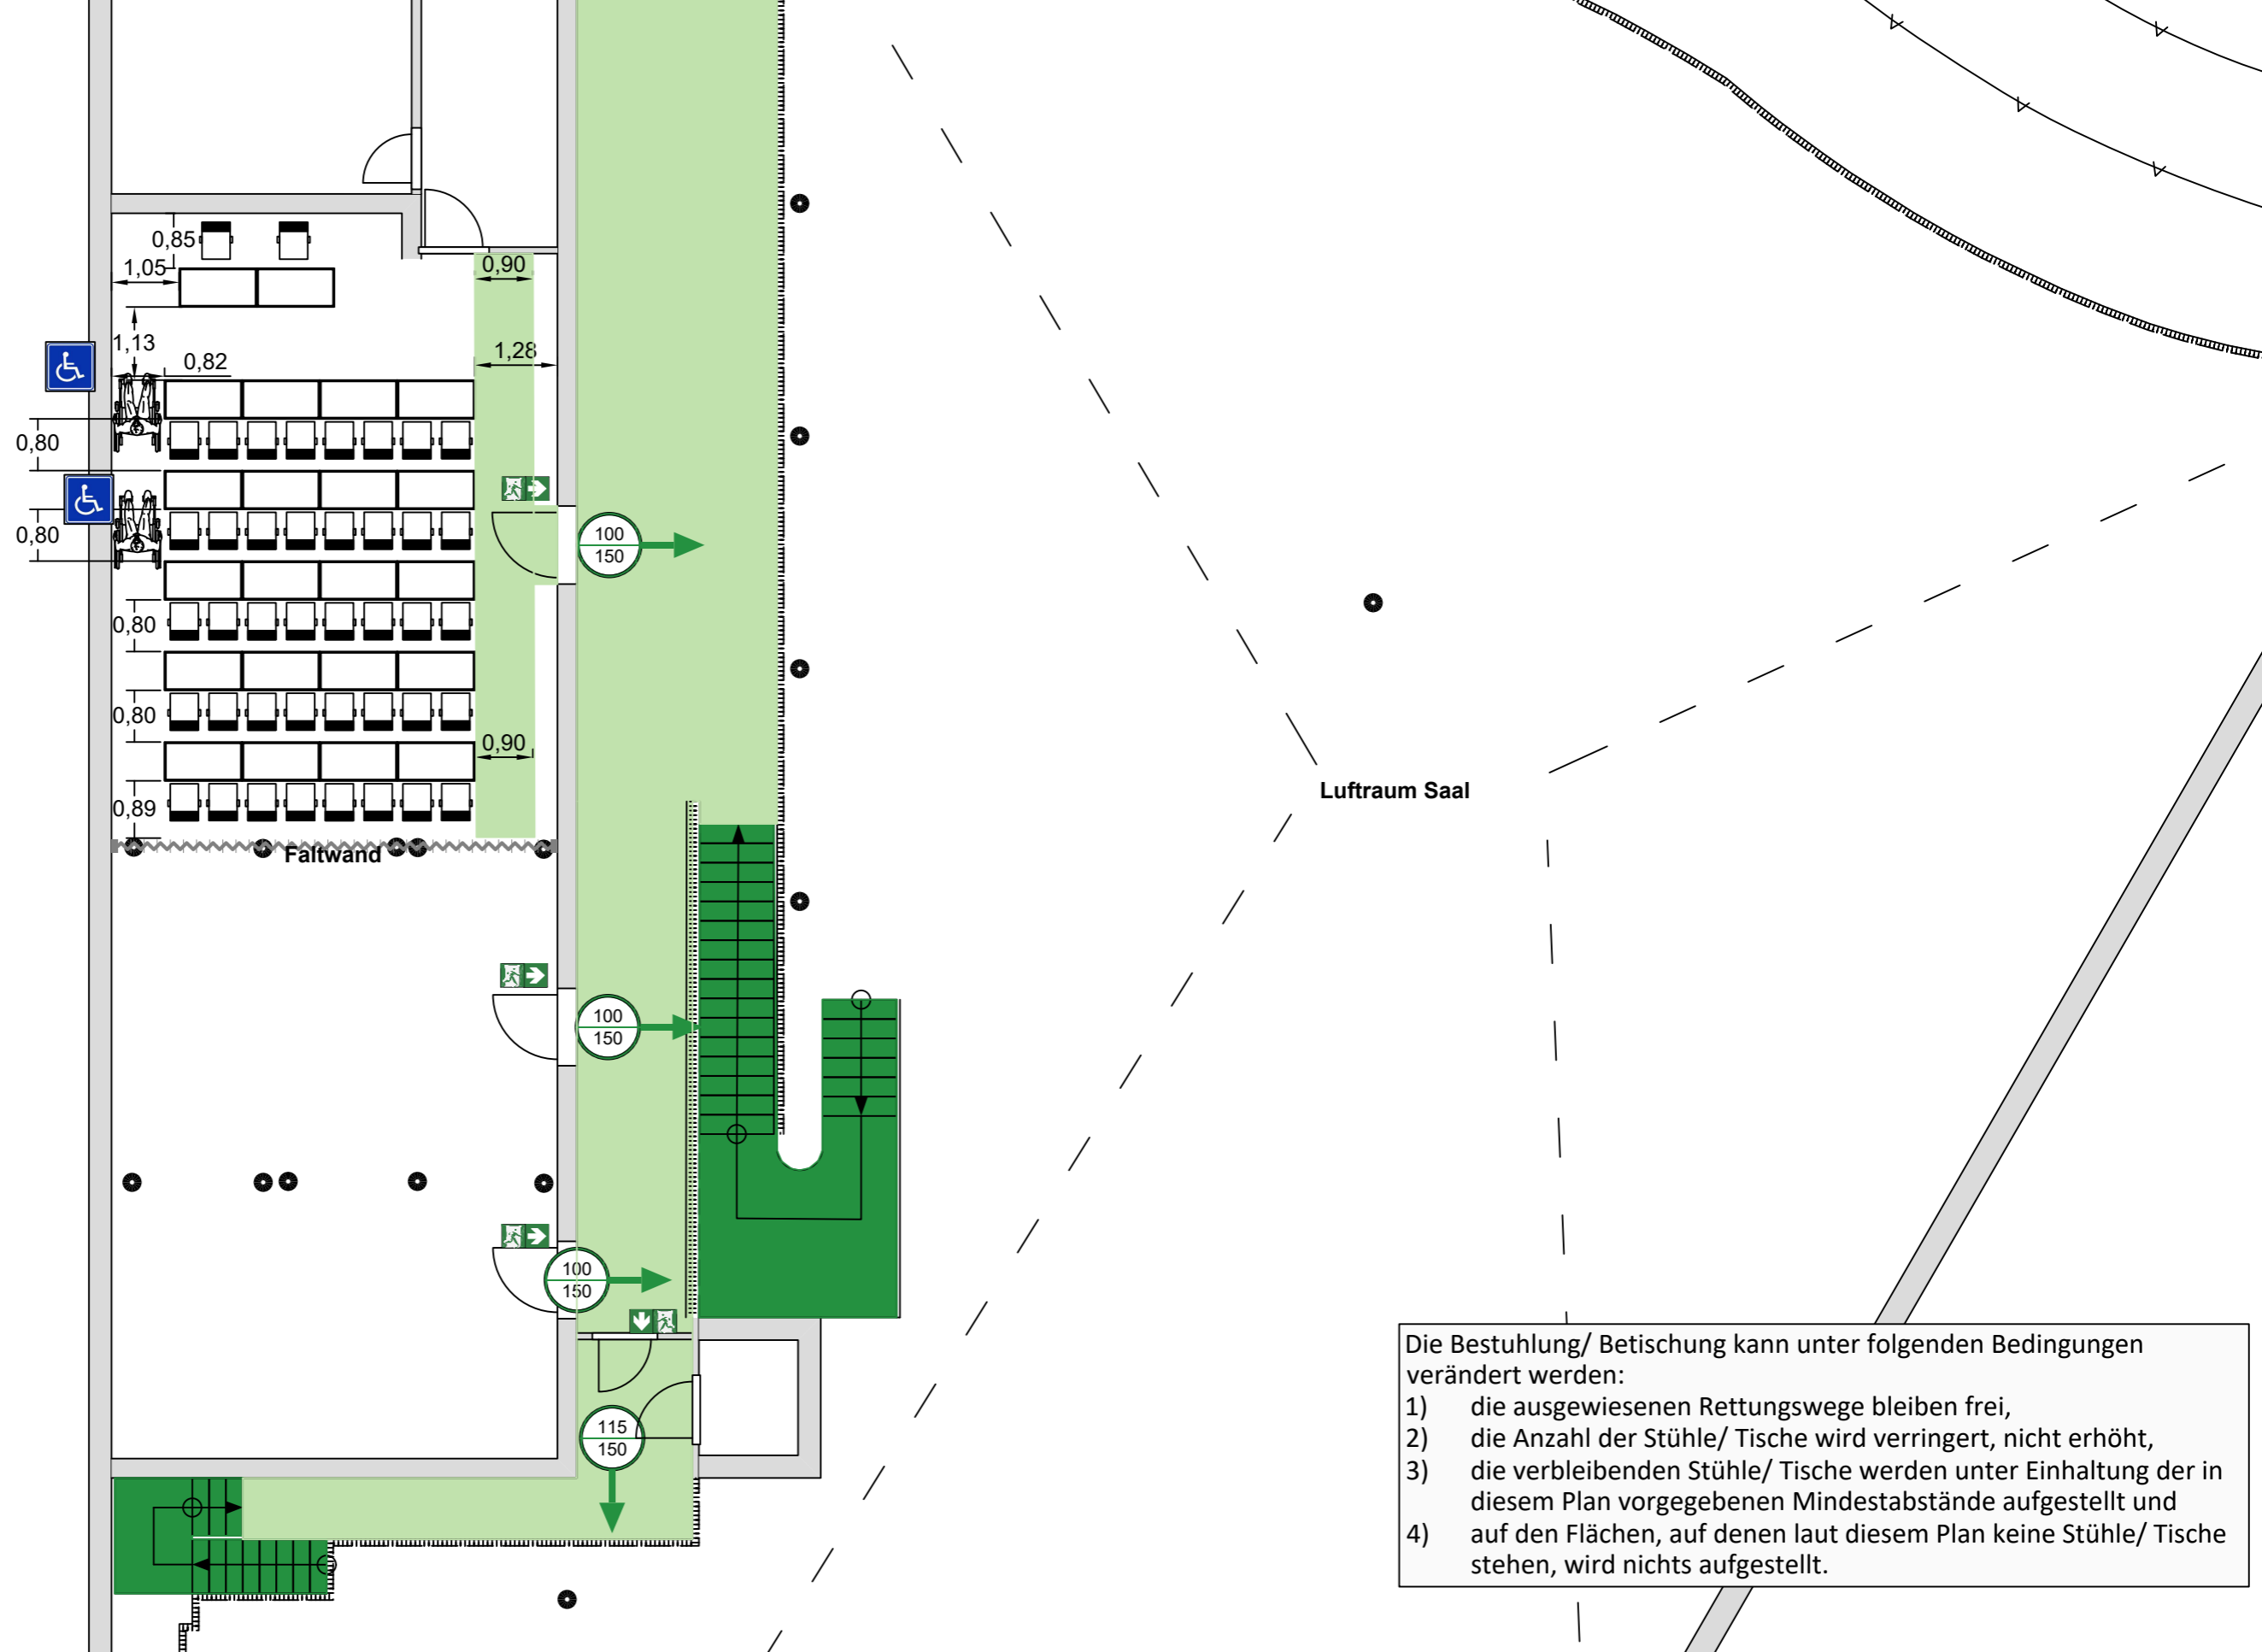 0,85
1,05
0,90
1,13
0,82
1,28
0,80
100
150
0,80
0,80
0,80
0,90
0,89
Luftraum Saal
Faltwand
100
150
100
150
115
150
Die Bestuhlung/ Betischung kann unter folgenden Bedingungen
verändert werden:
1) die ausgewiesenen Rettungswege bleiben frei,
2) die Anzahl der Stühle/ Tische wird verringert, nicht erhöht,
3) die verbleibenden Stühle/ Tische werden unter Einhaltung der in
diesem Plan vorgegebenen Mindestabstände aufgestellt und
4) auf den Flächen, auf denen laut diesem Plan keine Stühle/ Tische
stehen, wird nichts aufgestellt.